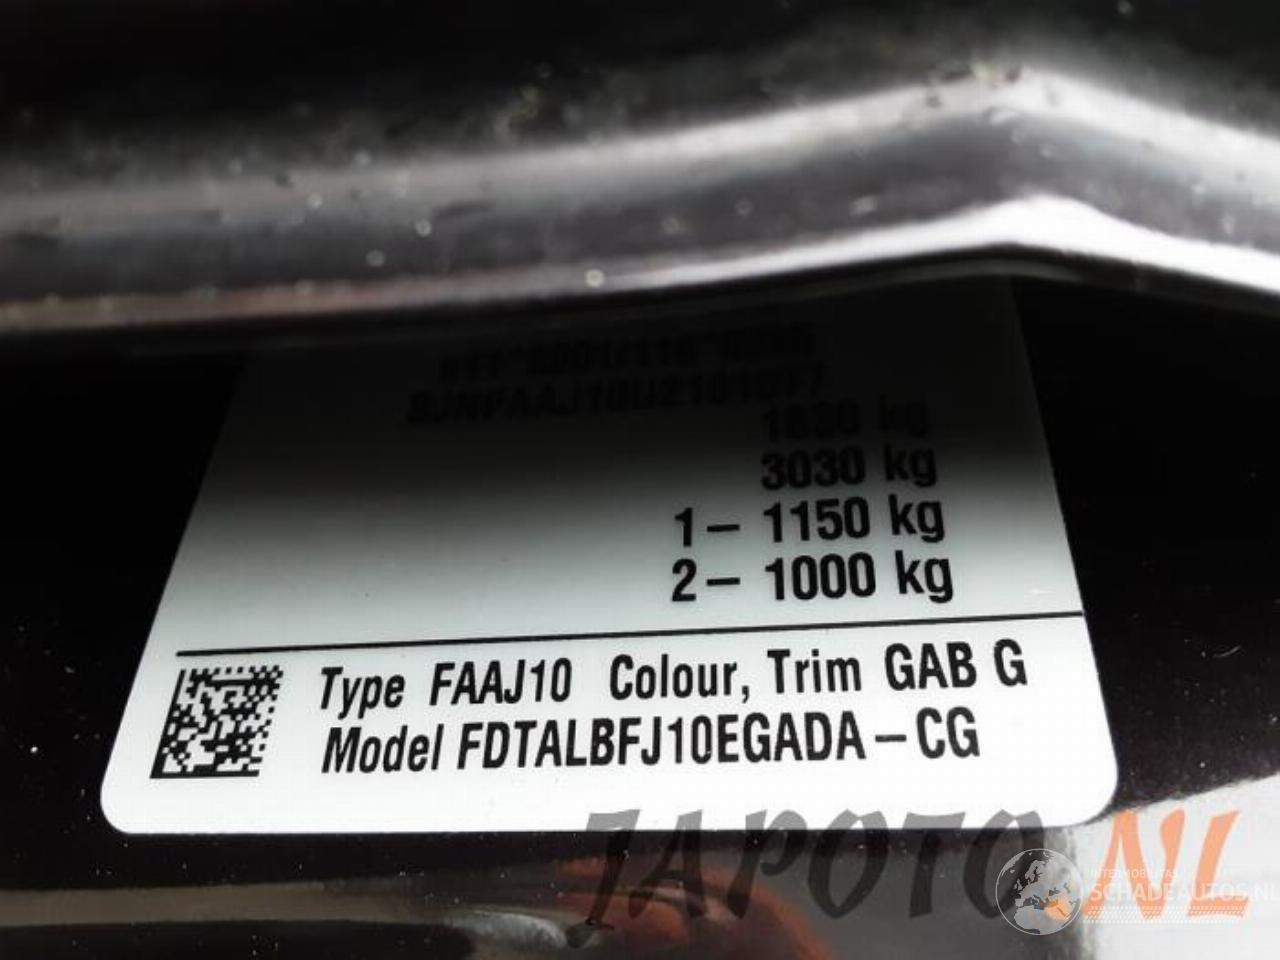 1830 kg
3030 kg
1 – 1150 kg
2 – 1000 kg
Type FAAJ10 Colour, Trim GAB G
Model FDTALBFJ10EGADA – CG
JAPOTO.NL
INTERMOBILITAS
SCHADEAUTOS.NL